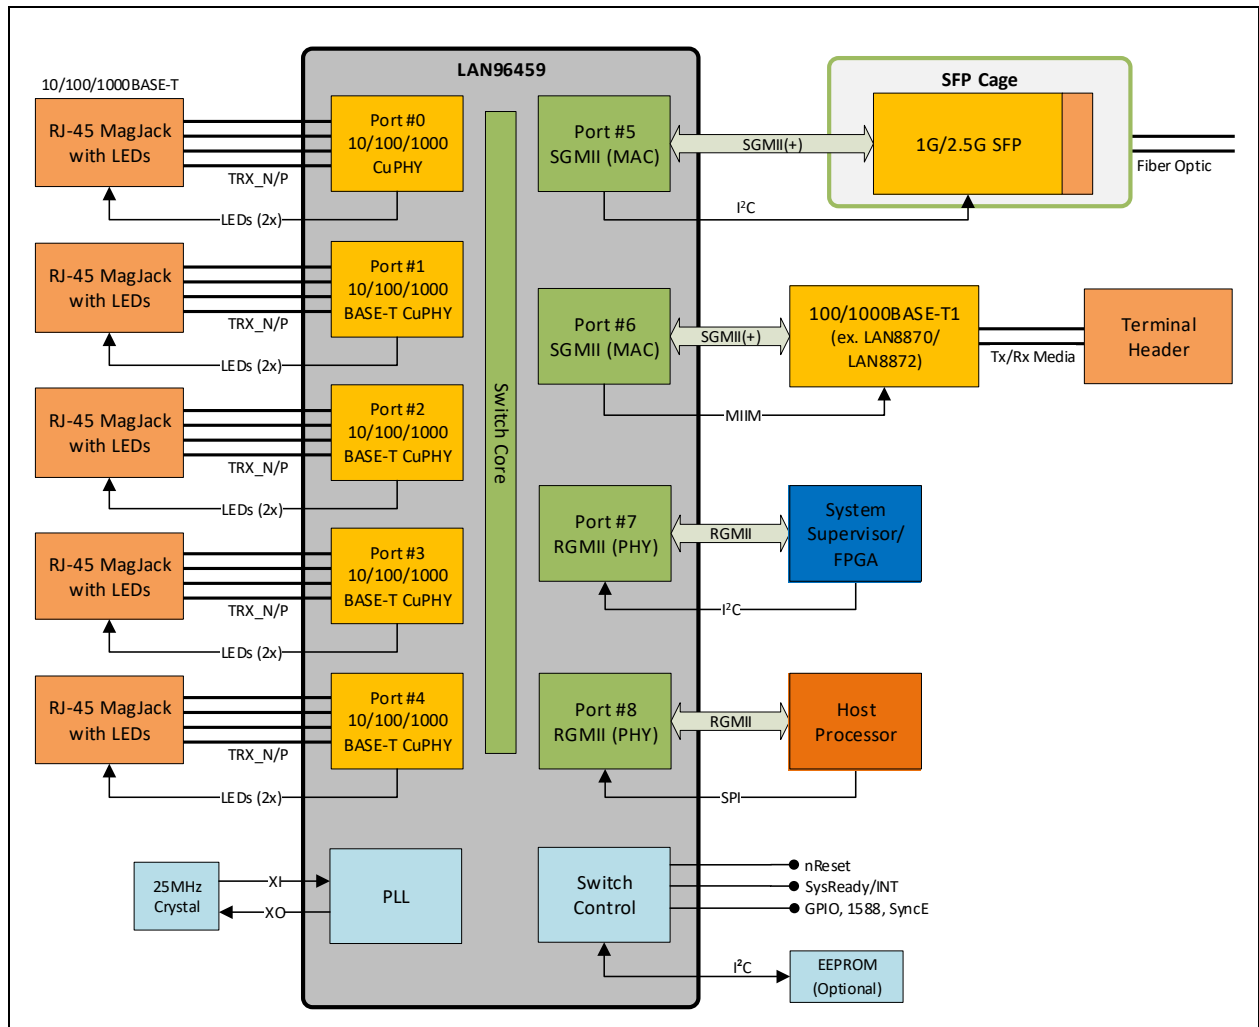 LAN96459
10/100/1000BASE-T
RJ-45 MagJack
with LEDs
TRX_N/P
LEDs (2x)
Port #0
10/100/1000
CuPHY
RJ-45 MagJack
with LEDs
TRX_N/P
LEDs (2x)
Port #1
10/100/1000
BASE-T CuPHY
RJ-45 MagJack
with LEDs
TRX_N/P
LEDs (2x)
Port #2
10/100/1000
BASE-T CuPHY
RJ-45 MagJack
with LEDs
TRX_N/P
LEDs (2x)
Port #3
10/100/1000
BASE-T CuPHY
RJ-45 MagJack
with LEDs
TRX_N/P
LEDs (2x)
Port #4
10/100/1000
BASE-T CuPHY
25MHz
Crystal
XI
XO
PLL
Switch Core
Port #5
SGMII (MAC)
SGMII(+)
I²C
SFP Cage
1G/2.5G SFP
Fiber Optic
Port #6
SGMII (MAC)
SGMII(+)
MIIM
100/1000BASE-T1
(ex. LAN8870/
LAN8872)
Tx/Rx Media
Terminal
Header
Port #7
RGMII (PHY)
RGMII
I²C
System
Supervisor/
FPGA
Port #8
RGMII (PHY)
RGMII
SPI
Host
Processor
Switch
Control
nReset
SysReady/INT
GPIO, 1588, SyncE
I²C
EEPROM
(Optional)